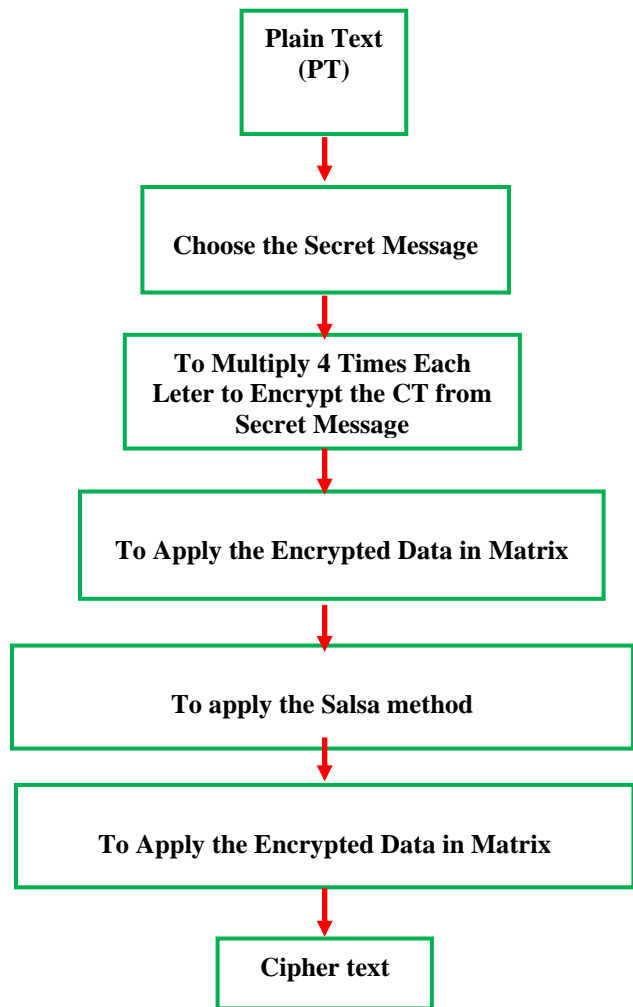 Plain Text
(PT)
Choose the Secret Message
To Multiply 4 Times Each
Leter to Encrypt the CT from
Secret Message
To Apply the Encrypted Data in Matrix
To apply the Salsa method
To Apply the Encrypted Data in Matrix
Cipher text